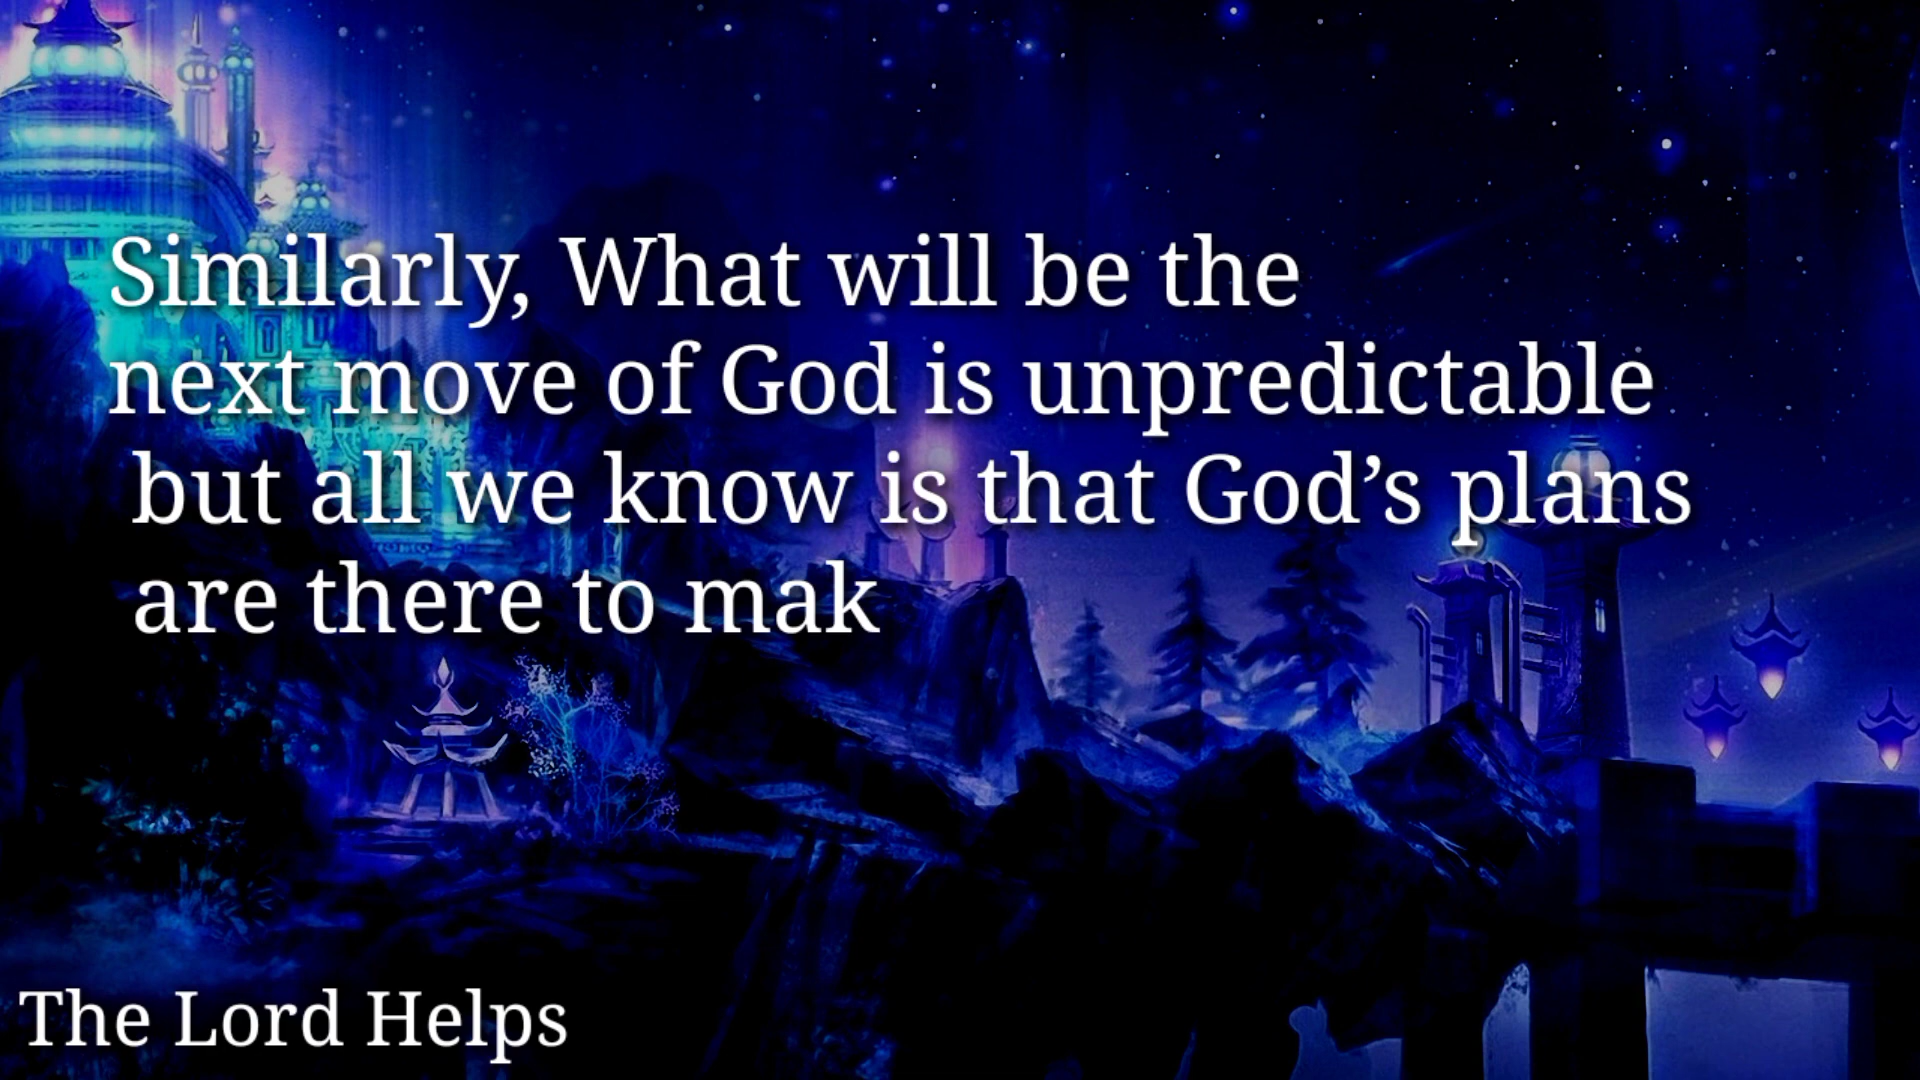 Similarly, What will be the
next move of God is unpredictable
but all we know is that God’s plans
are there to mak
The Lord Helps